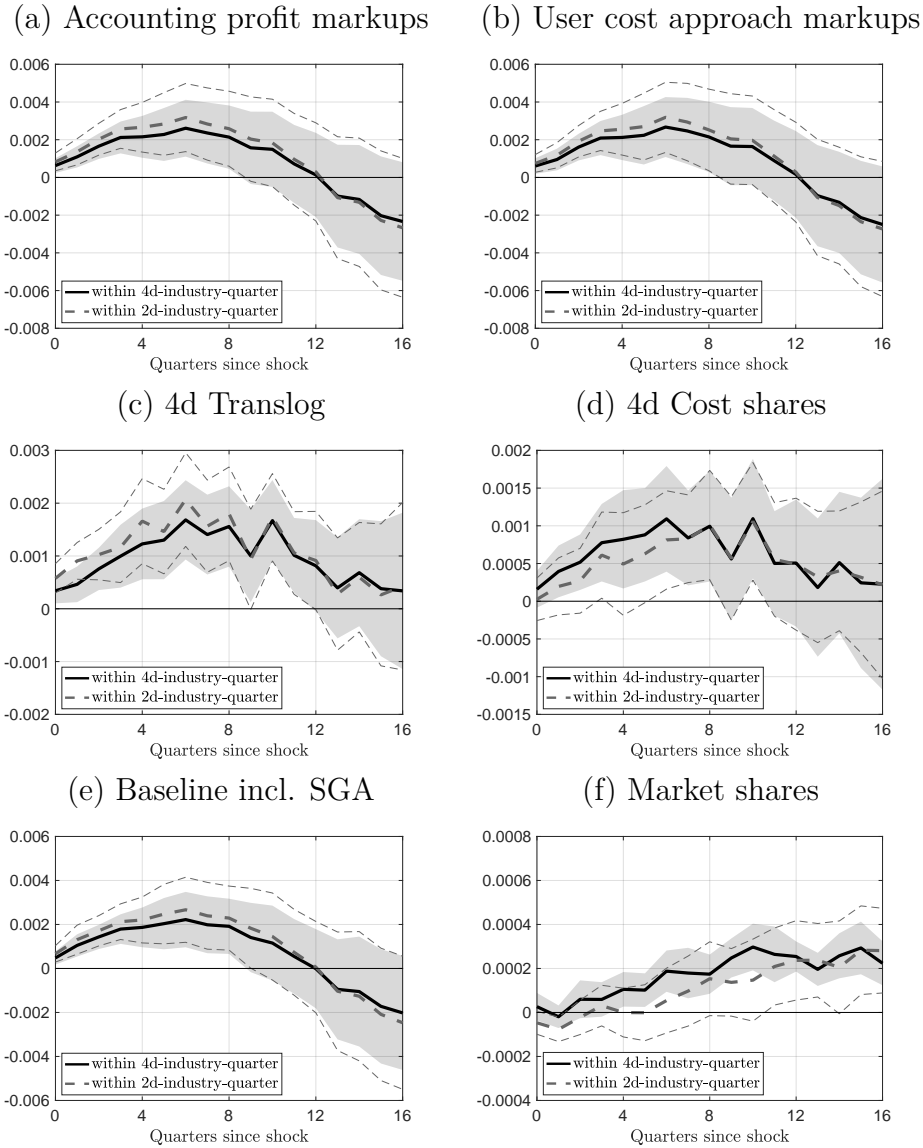 (a) Accounting profit markups
0.006
0.004
0.002
0
-0.002
-0.004
-0.006
-0.008
within 4d-industry-quarter
within 2d-industry-quarter
0 4 8 12 16
Quarters since shock
(b) User cost approach markups
0.006
0.004
0.002
0
-0.002
-0.004
-0.006
-0.008
within 4d-industry-quarter
within 2d-industry-quarter
0 4 8 12 16
Quarters since shock
(c) 4d Translog
0.003
0.002
0.001
0
-0.001
-0.002
within 4d-industry-quarter
within 2d-industry-quarter
0 4 8 12 16
Quarters since shock
(d) 4d Cost shares
0.002
0.0015
0.001
0.0005
0
-0.0005
-0.001
-0.0015
within 4d-industry-quarter
within 2d-industry-quarter
0 4 8 12 16
Quarters since shock
(e) Baseline incl. SGA
0.006
0.004
0.002
0
-0.002
-0.004
-0.006
within 4d-industry-quarter
within 2d-industry-quarter
0 4 8 12 16
Quarters since shock
(f) Market shares
0.0008
0.0006
0.0004
0.0002
0
-0.0002
-0.0004
within 4d-industry-quarter
within 2d-industry-quarter
0 4 8 12 16
Quarters since shock